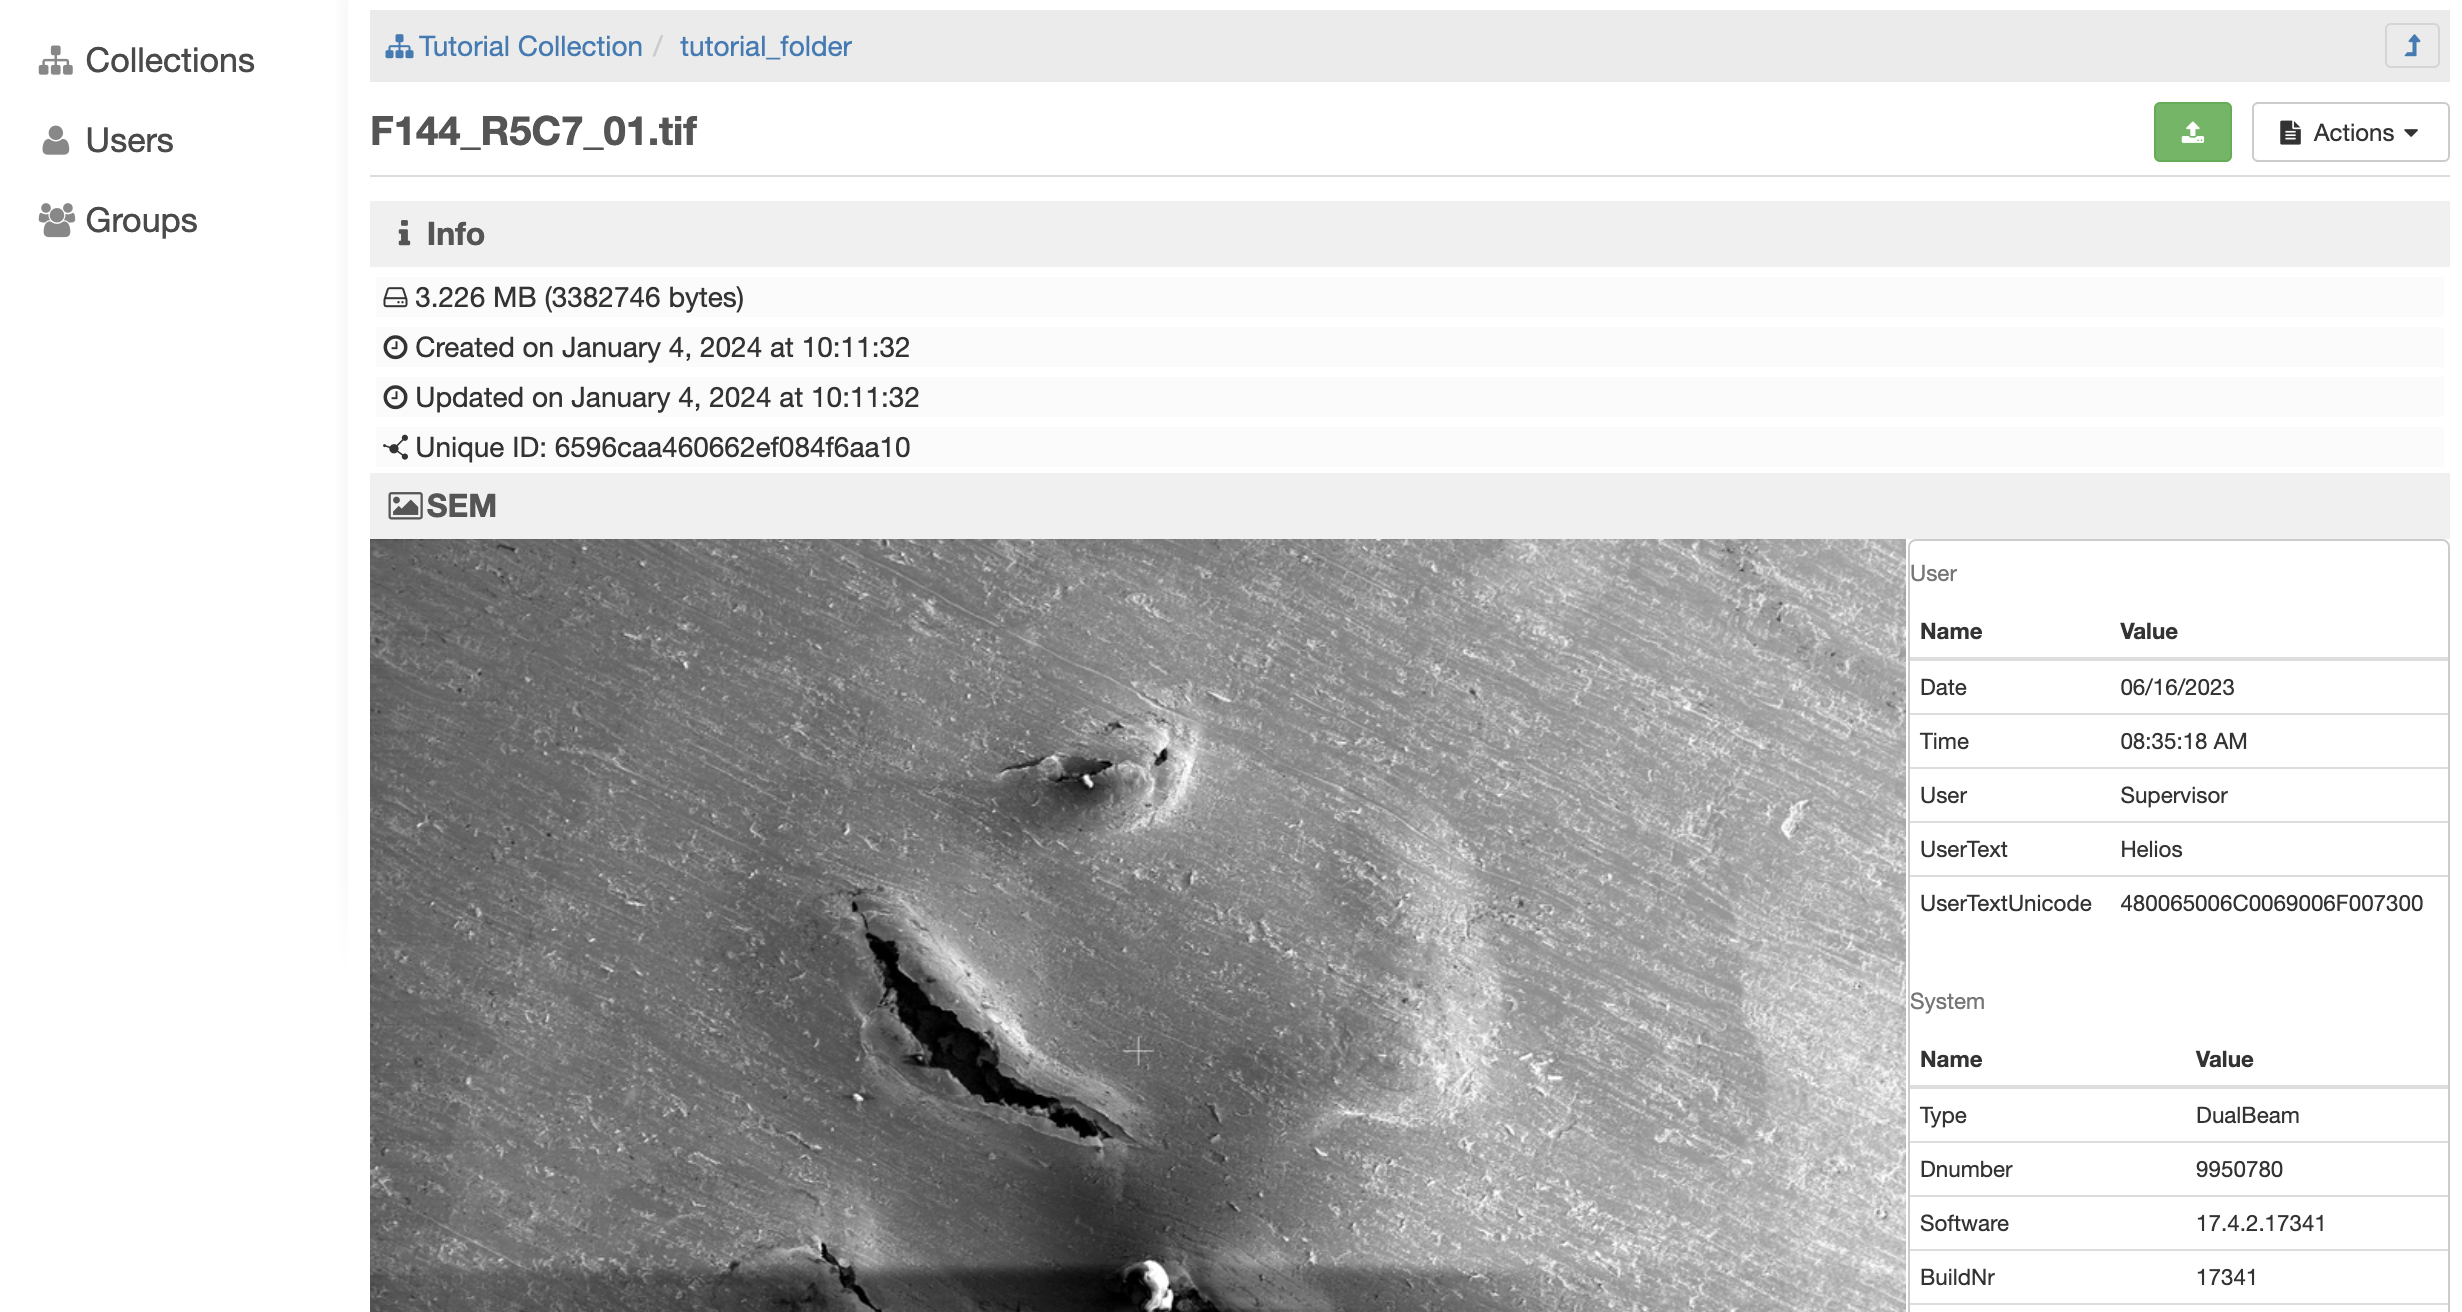 Collections
Users
Groups
Tutorial Collection / tutorial_folder
F144_R5C7_01.tif
Actions
Info
3.226 MB (3382746 bytes)
Created on January 4, 2024 at 10:11:32
Updated on January 4, 2024 at 10:11:32
Unique ID: 6596caa460662ef084f6aa10
SEM
User
Name Value
Date 06/16/2023
Time 08:35:18 AM
User Supervisor
UserText Helios
UserTextUnicode 480065006C0069006F007300
System
Name Value
Type DualBeam
Dnumber 9950780
Software 17.4.2.17341
BuildNr 17341